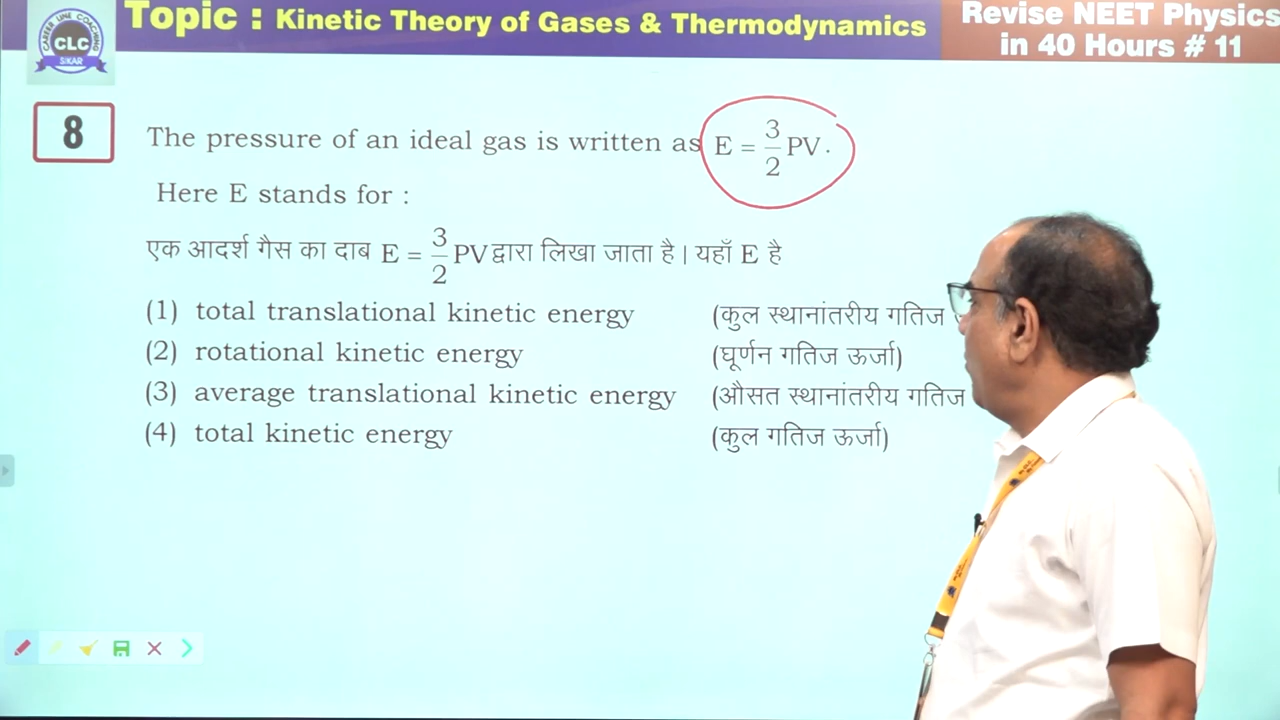 Topic : Kinetic Theory of Gases & Thermodynamics
Revise NEET Physics
in 40 Hours # 11
CAREER LINE COACHING
CLC
SIKAR
8
The pressure of an ideal gas is written as E = 3/2 PV.
Here E stands for :
एक आदर्श गैस का दाब E = 3/2 PV द्वारा लिखा जाता है | यहाँ E है
(1) total translational kinetic energy (कुल स्थानांतरीय गतिज
(2) rotational kinetic energy (घूर्णन गतिज ऊर्जा)
(3) average translational kinetic energy (औसत स्थानांतरीय गतिज
(4) total kinetic energy (कुल गतिज ऊर्जा)